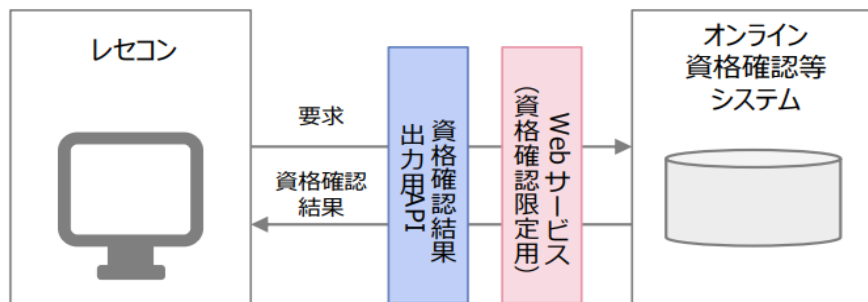 レセコン
要求
資格確認
結果
資格確認結果
出力用API
Webサービス
(資格確認限定用)
オンライン
資格確認等
システム